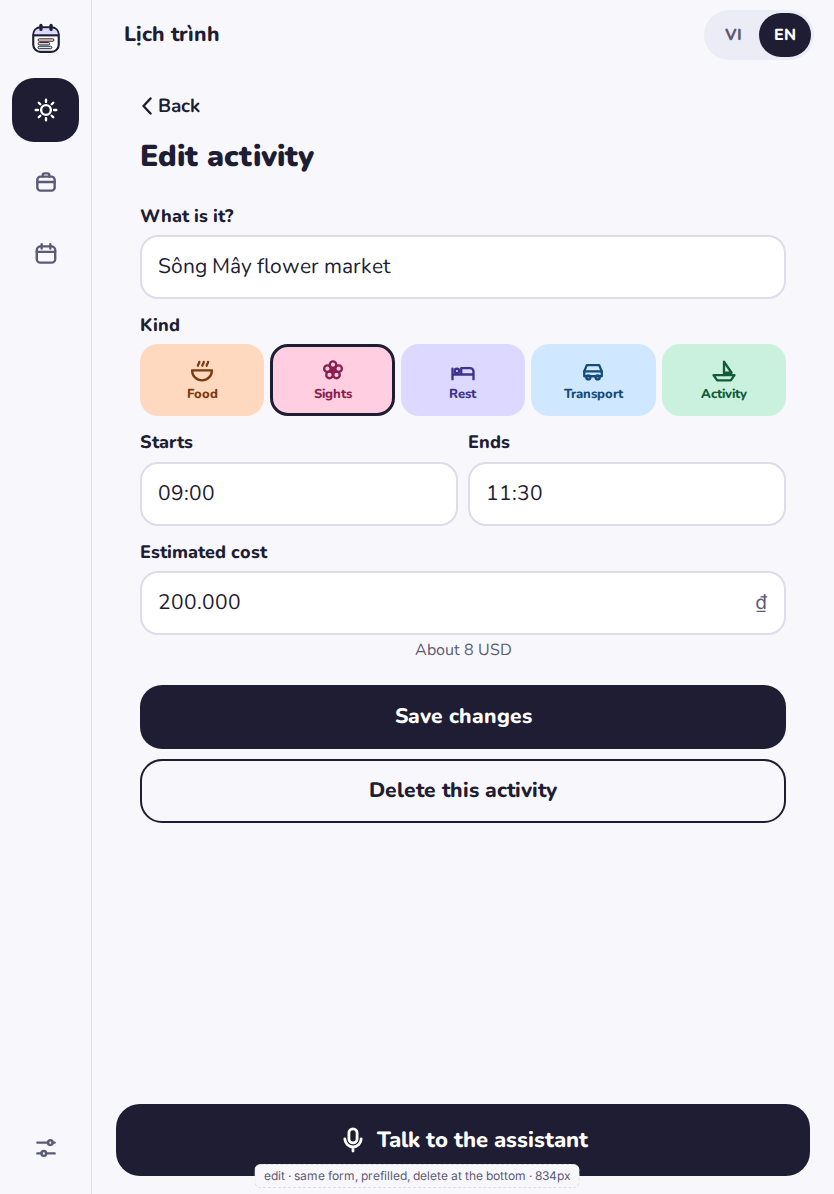 Lịch trình
VI
EN
Back
Edit activity
What is it?
Sông Mây flower market
Kind
Food
Sights
Rest
Transport
Activity
Starts
Ends
09:00
11:30
Estimated cost
200.000
₫
About 8 USD
Save changes
Delete this activity
Talk to the assistant
edit · same form, prefilled, delete at the bottom · 834px